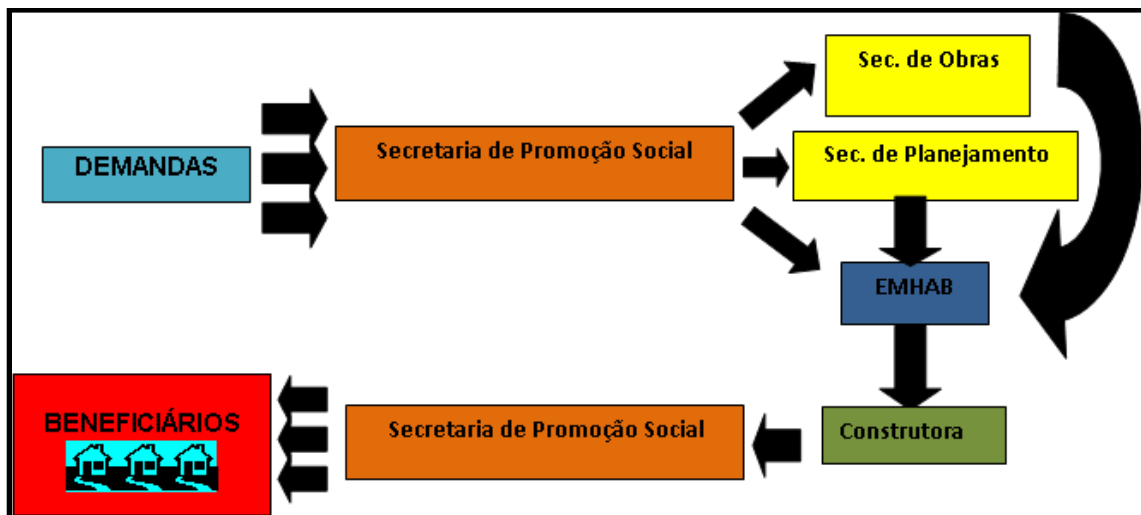 Sec. de Obras
DEMANDAS
Secretaria de Promoção Social
Sec. de Planejamento
EMHAB
BENEFICIÁRIOS
Secretaria de Promoção Social
Construtora